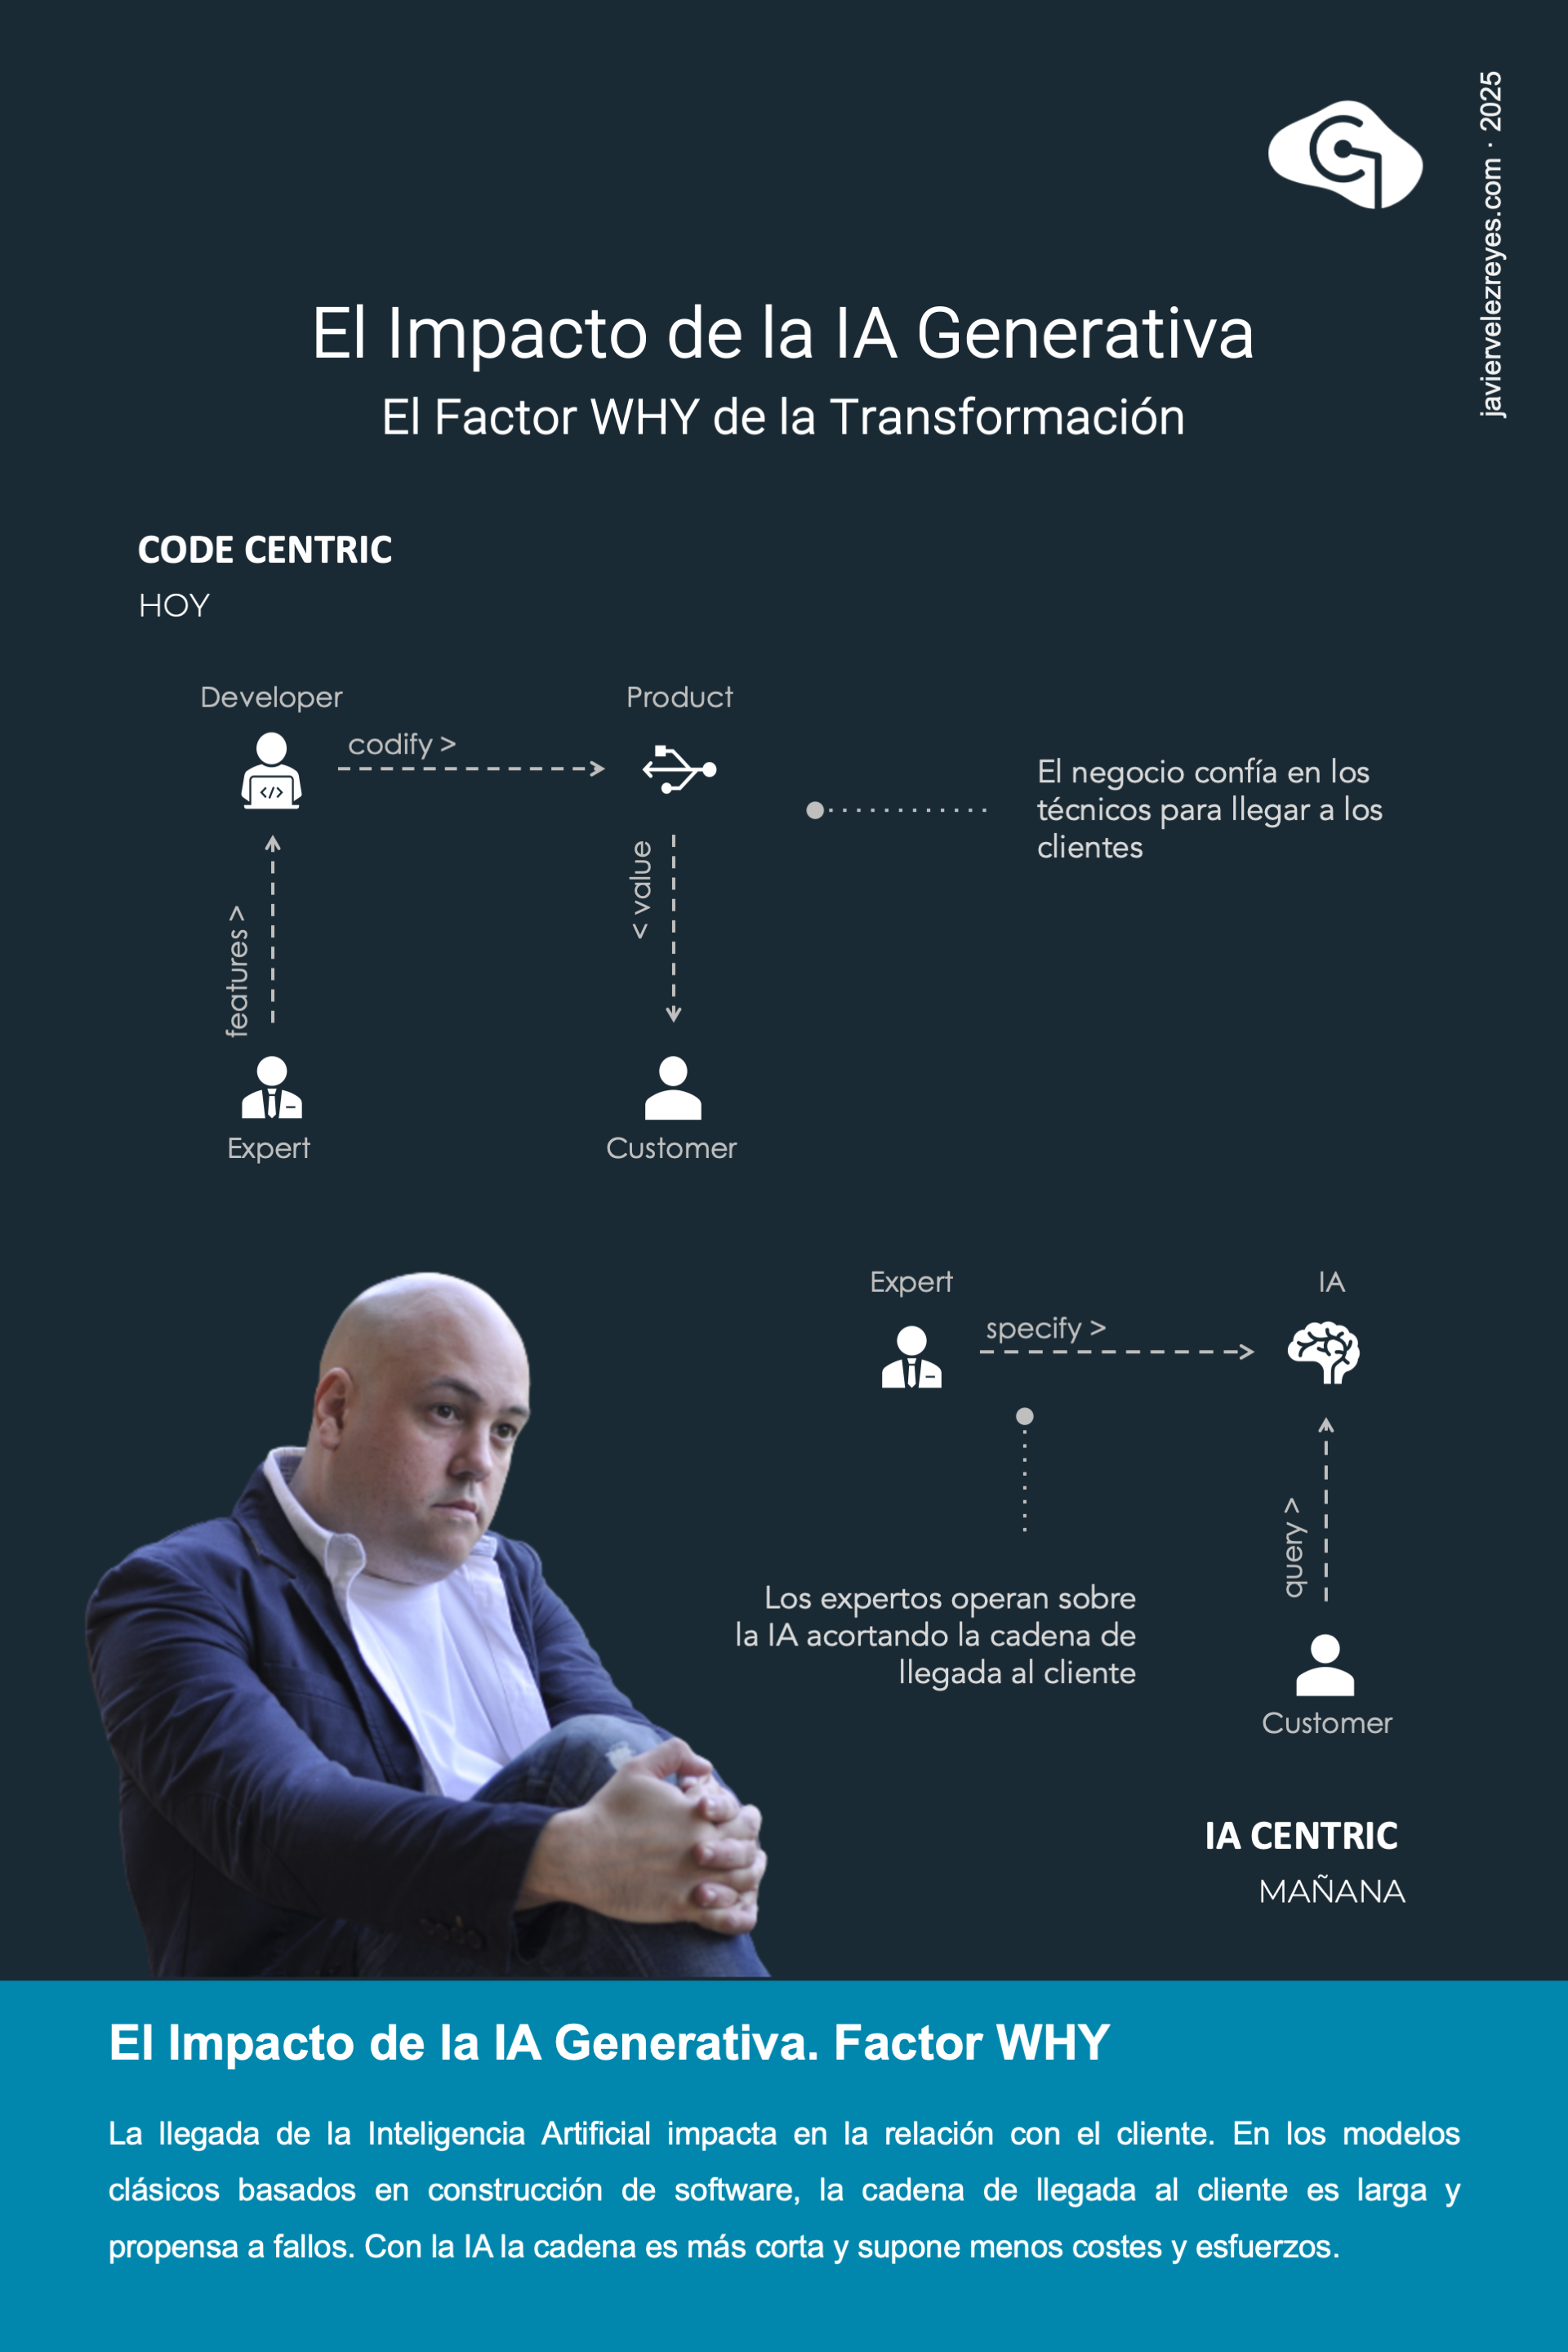 javiervelezreyes.com · 2025
El Impacto de la IA Generativa
El Factor WHY de la Transformación
CODE CENTRIC
HOY
Developer
Product
codify >
El negocio confía en los
técnicos para llegar a los
clientes
features >
< value
Expert
Customer
Expert
IA
specify >
query >
Los expertos operan sobre
la IA acortando la cadena de
llegada al cliente
Customer
IA CENTRIC
MAÑANA
El Impacto de la IA Generativa. Factor WHY
La llegada de la Inteligencia Artificial impacta en la relación con el cliente. En los modelos
clásicos basados en construcción de software, la cadena de llegada al cliente es larga y
propensa a fallos. Con la IA la cadena es más corta y supone menos costes y esfuerzos.